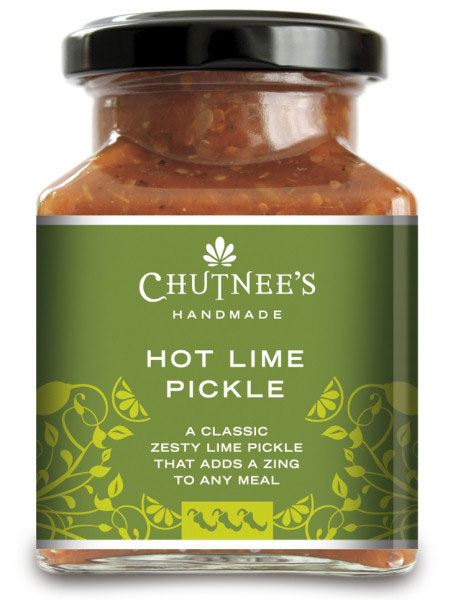 CHUTNEE'S
HANDMADE
HOT LIME
PICKLE
A CLASSIC
ZESTY LIME PICKLE
THAT ADDS A ZING
TO ANY MEAL